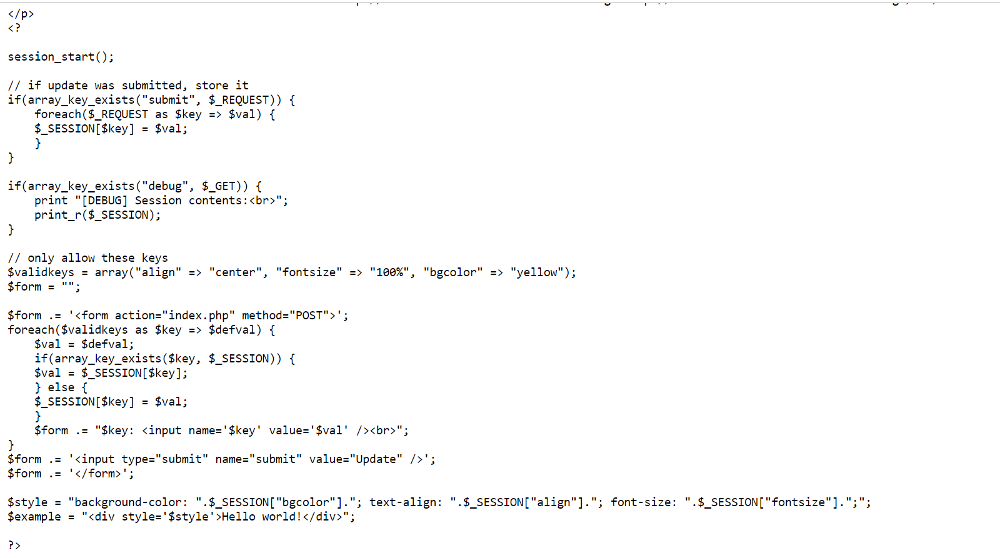 </p>
<?
session_start();
// if update was submitted, store it
if(array_key_exists("submit", $_REQUEST)) {
    foreach($_REQUEST as $key => $val) {
    $_SESSION[$key] = $val;
    }
}
if(array_key_exists("debug", $_GET)) {
    print "[DEBUG] Session contents:<br>";
    print_r($_SESSION);
}
// only allow these keys
$validkeys = array("align" => "center", "fontsize" => "100%", "bgcolor" => "yellow");
$form = "";
$form .= '<form action="index.php" method="POST">';
foreach($validkeys as $key => $defval) {
    $val = $defval;
    if(array_key_exists($key, $_SESSION)) {
    $val = $_SESSION[$key];
    } else {
    $_SESSION[$key] = $val;
    }
    $form .= "$key: <input name='$key' value='$val' /><br>";
}
$form .= '<input type="submit" name="submit" value="Update" />';
$form .= '</form>';
$style = "background-color: ".$_SESSION["bgcolor"]."; text-align: ".$_SESSION["align"]."; font-size: ".$_SESSION["fontsize"].";";
$example = "<div style='$style'>Hello world!</div>";
?>